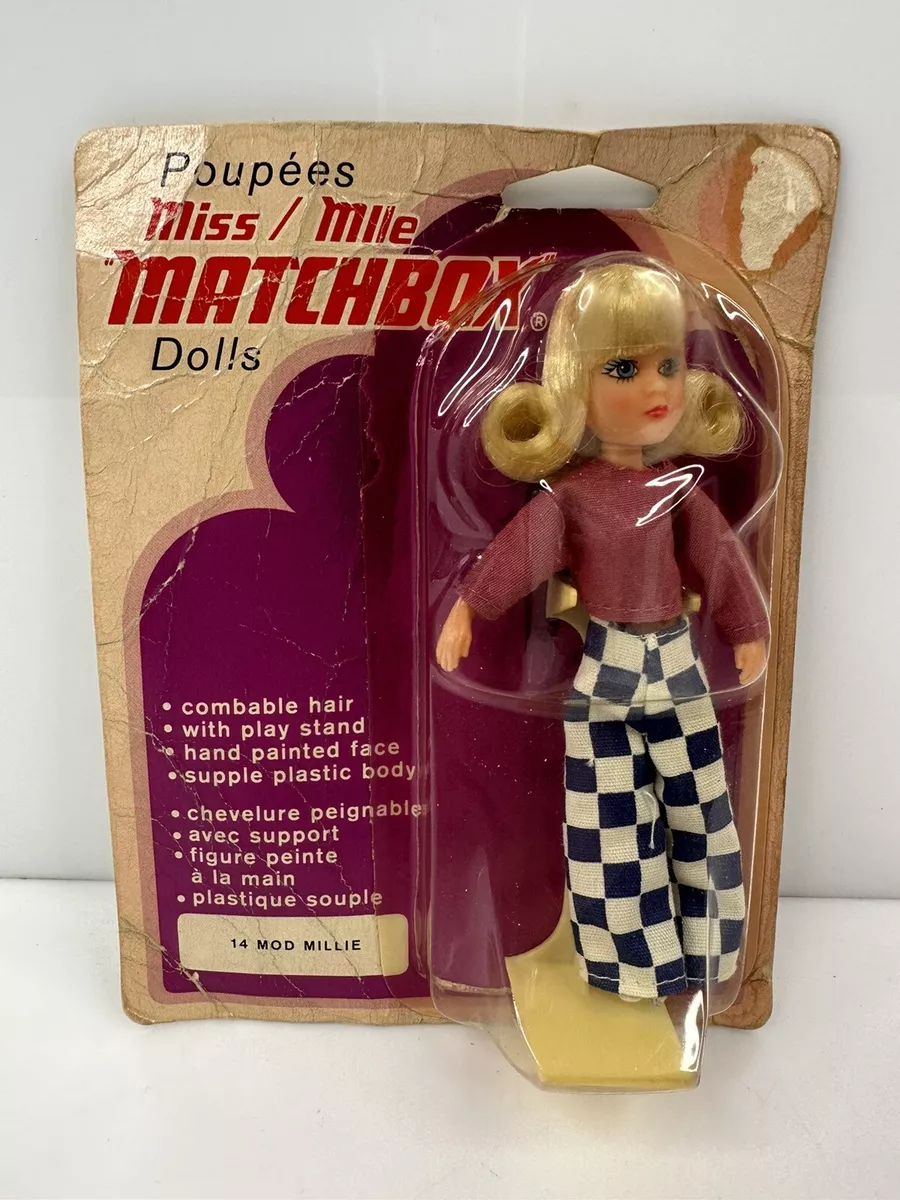 Poupées
Miss / Mlle
"MATCHBOX"®
Dolls
• combable hair
• with play stand
• hand painted face
• supple plastic body
• chevelure peignable
• avec support
• figure peinte
à la main
• plastique souple
14 MOD MILLIE